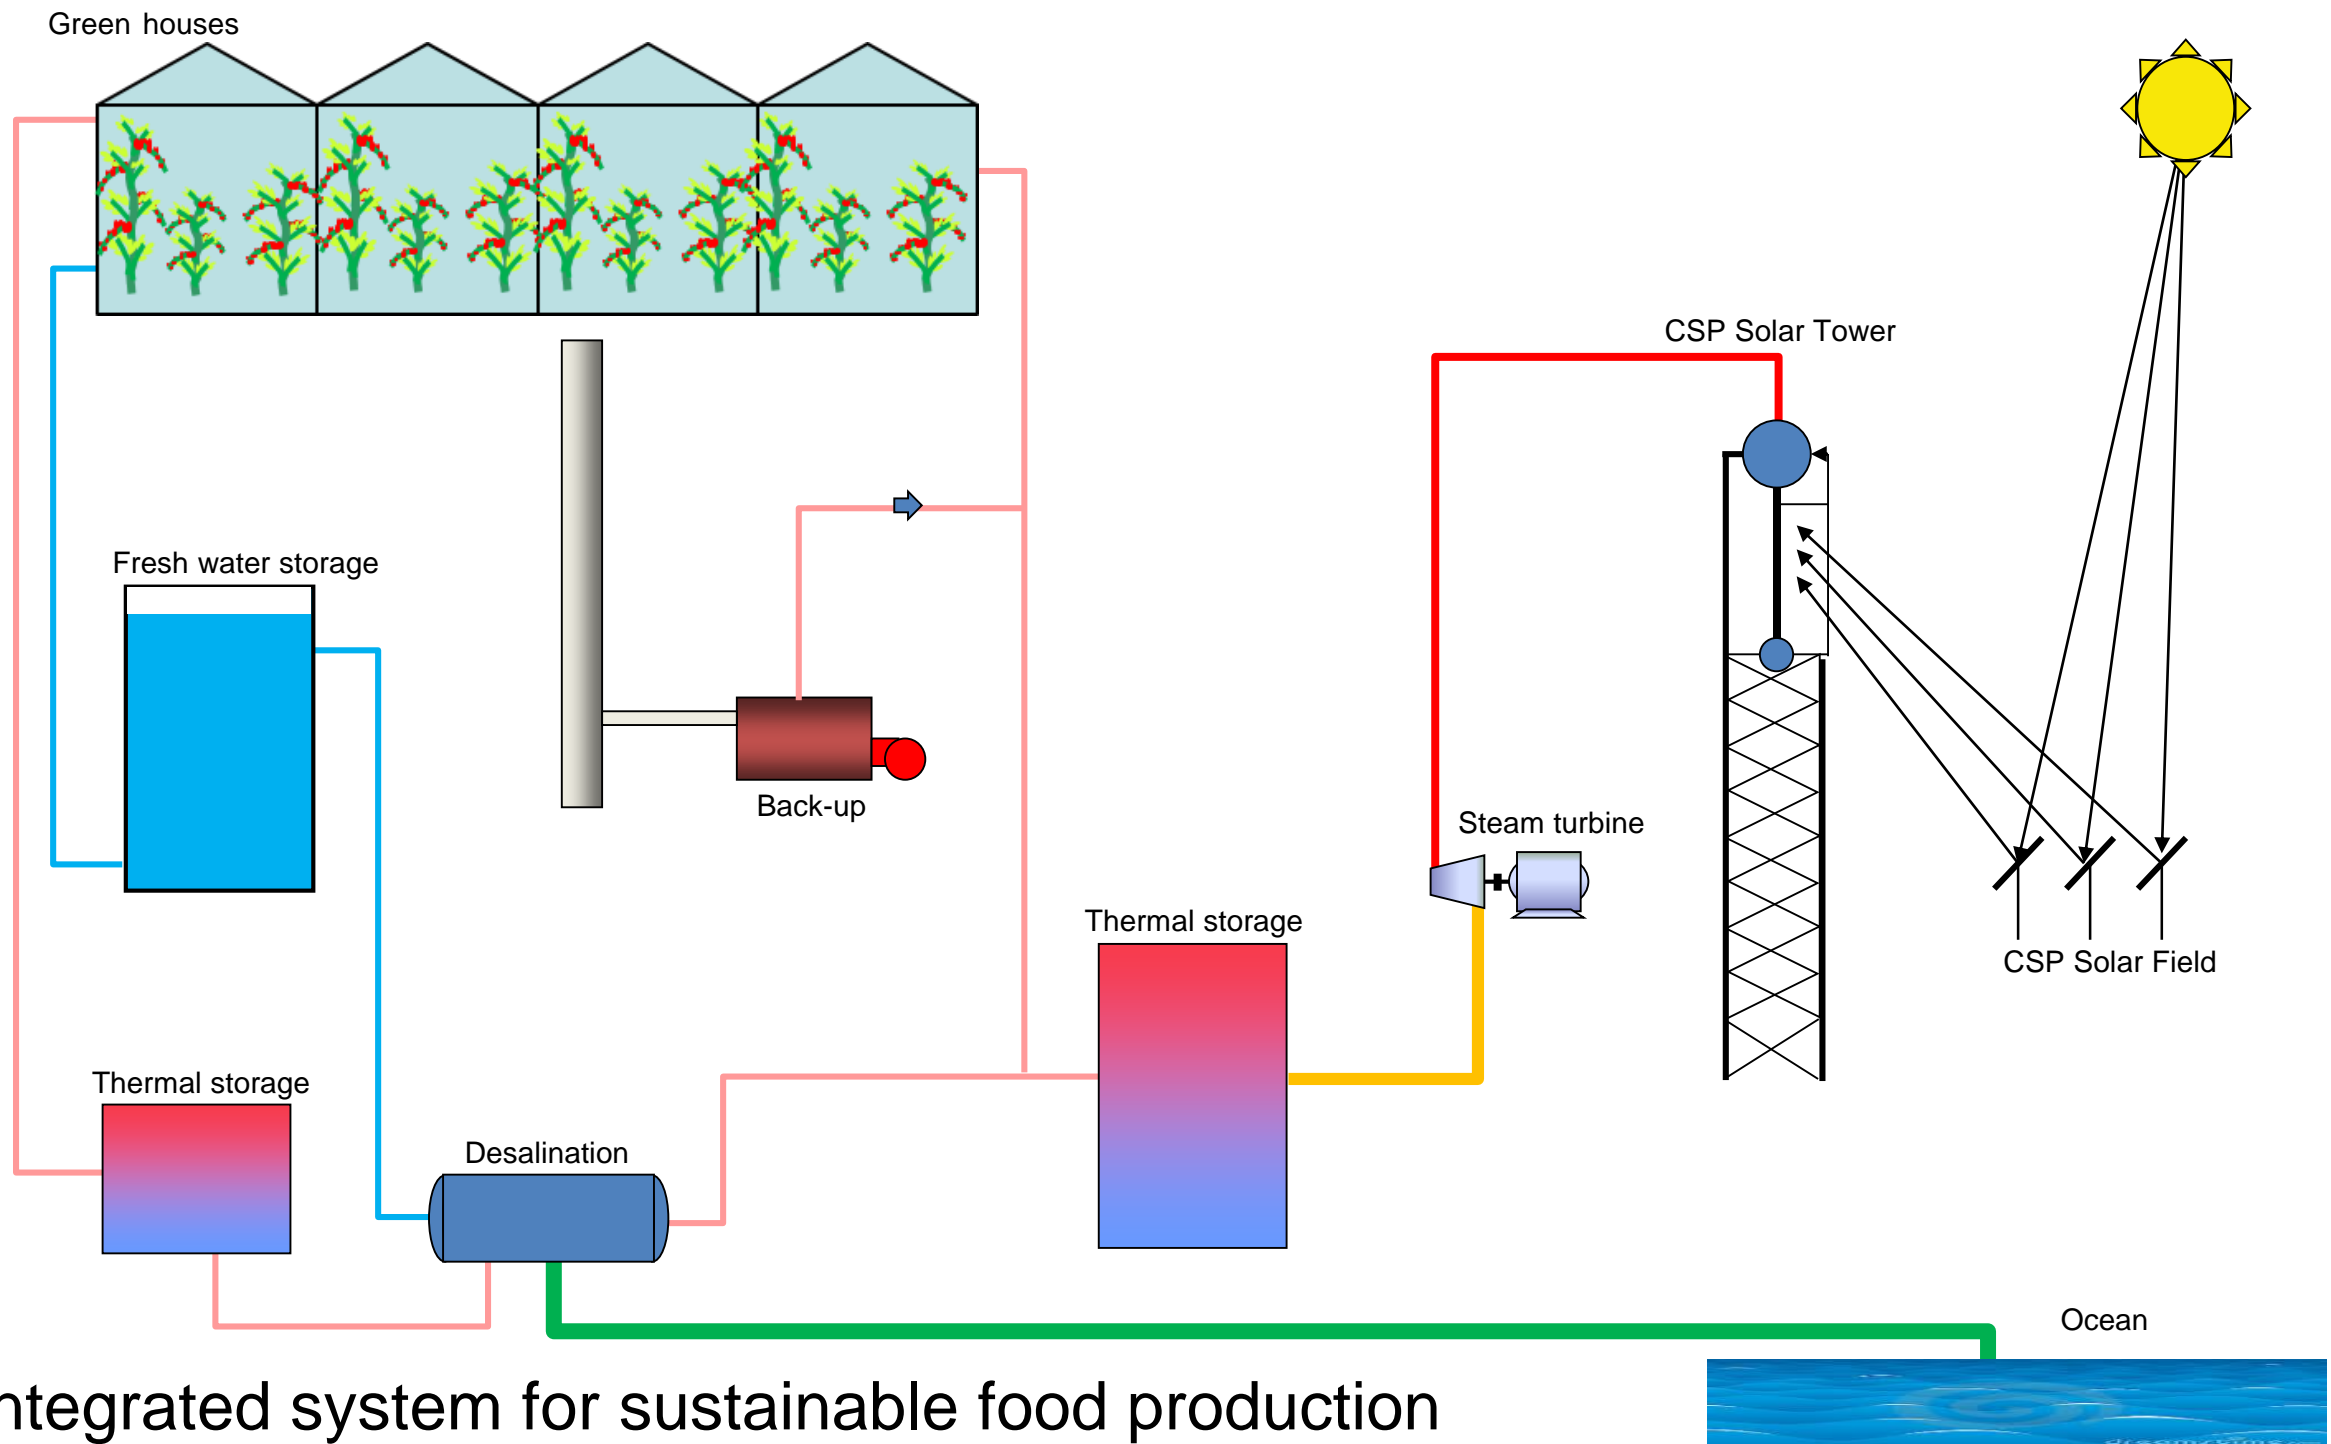 Green houses
CSP Solar Tower
Fresh water storage
Back-up
Steam turbine
Thermal storage
CSP Solar Field
Thermal storage
Desalination
Ocean
ntegrated system for sustainable food production